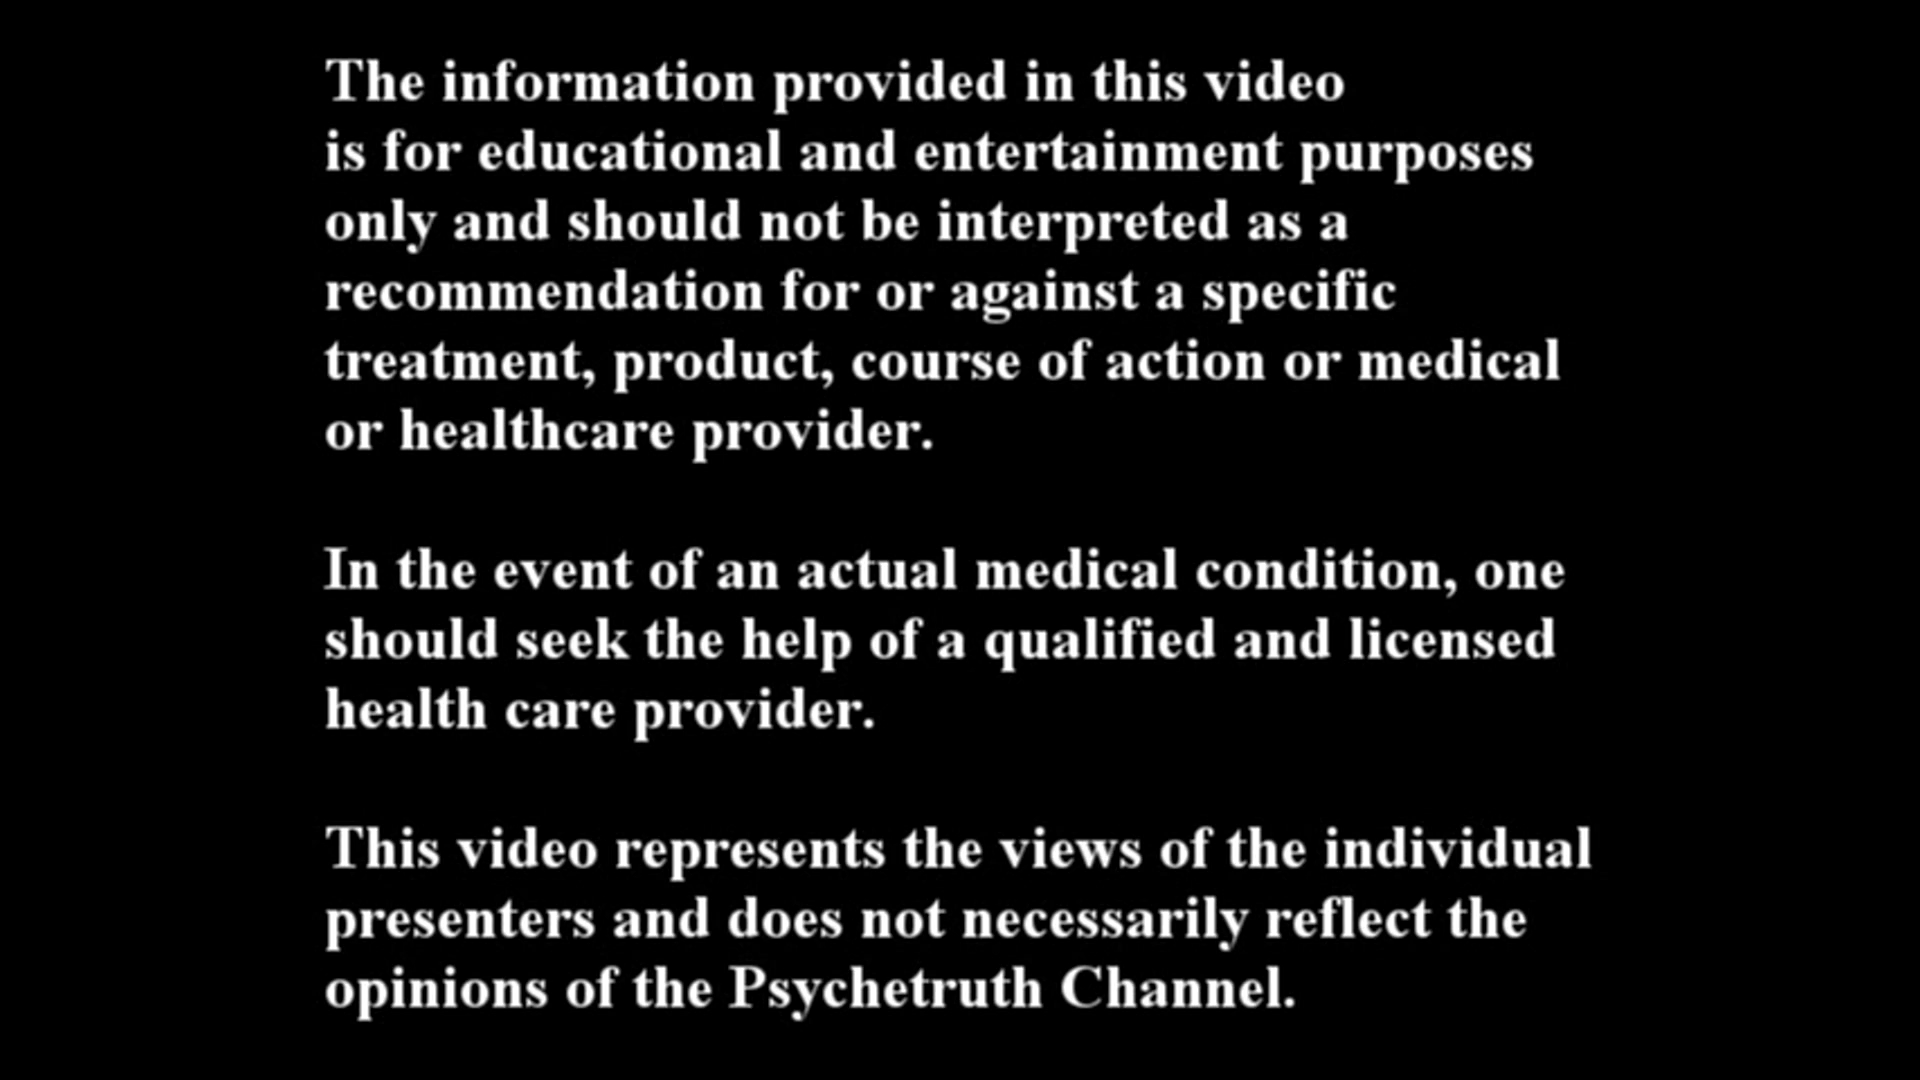 The information provided in this video
is for educational and entertainment purposes
only and should not be interpreted as a
recommendation for or against a specific
treatment, product, course of action or medical
or healthcare provider.
In the event of an actual medical condition, one
should seek the help of a qualified and licensed
health care provider.
This video represents the views of the individual
presenters and does not necessarily reflect the
opinions of the Psychetruth Channel.